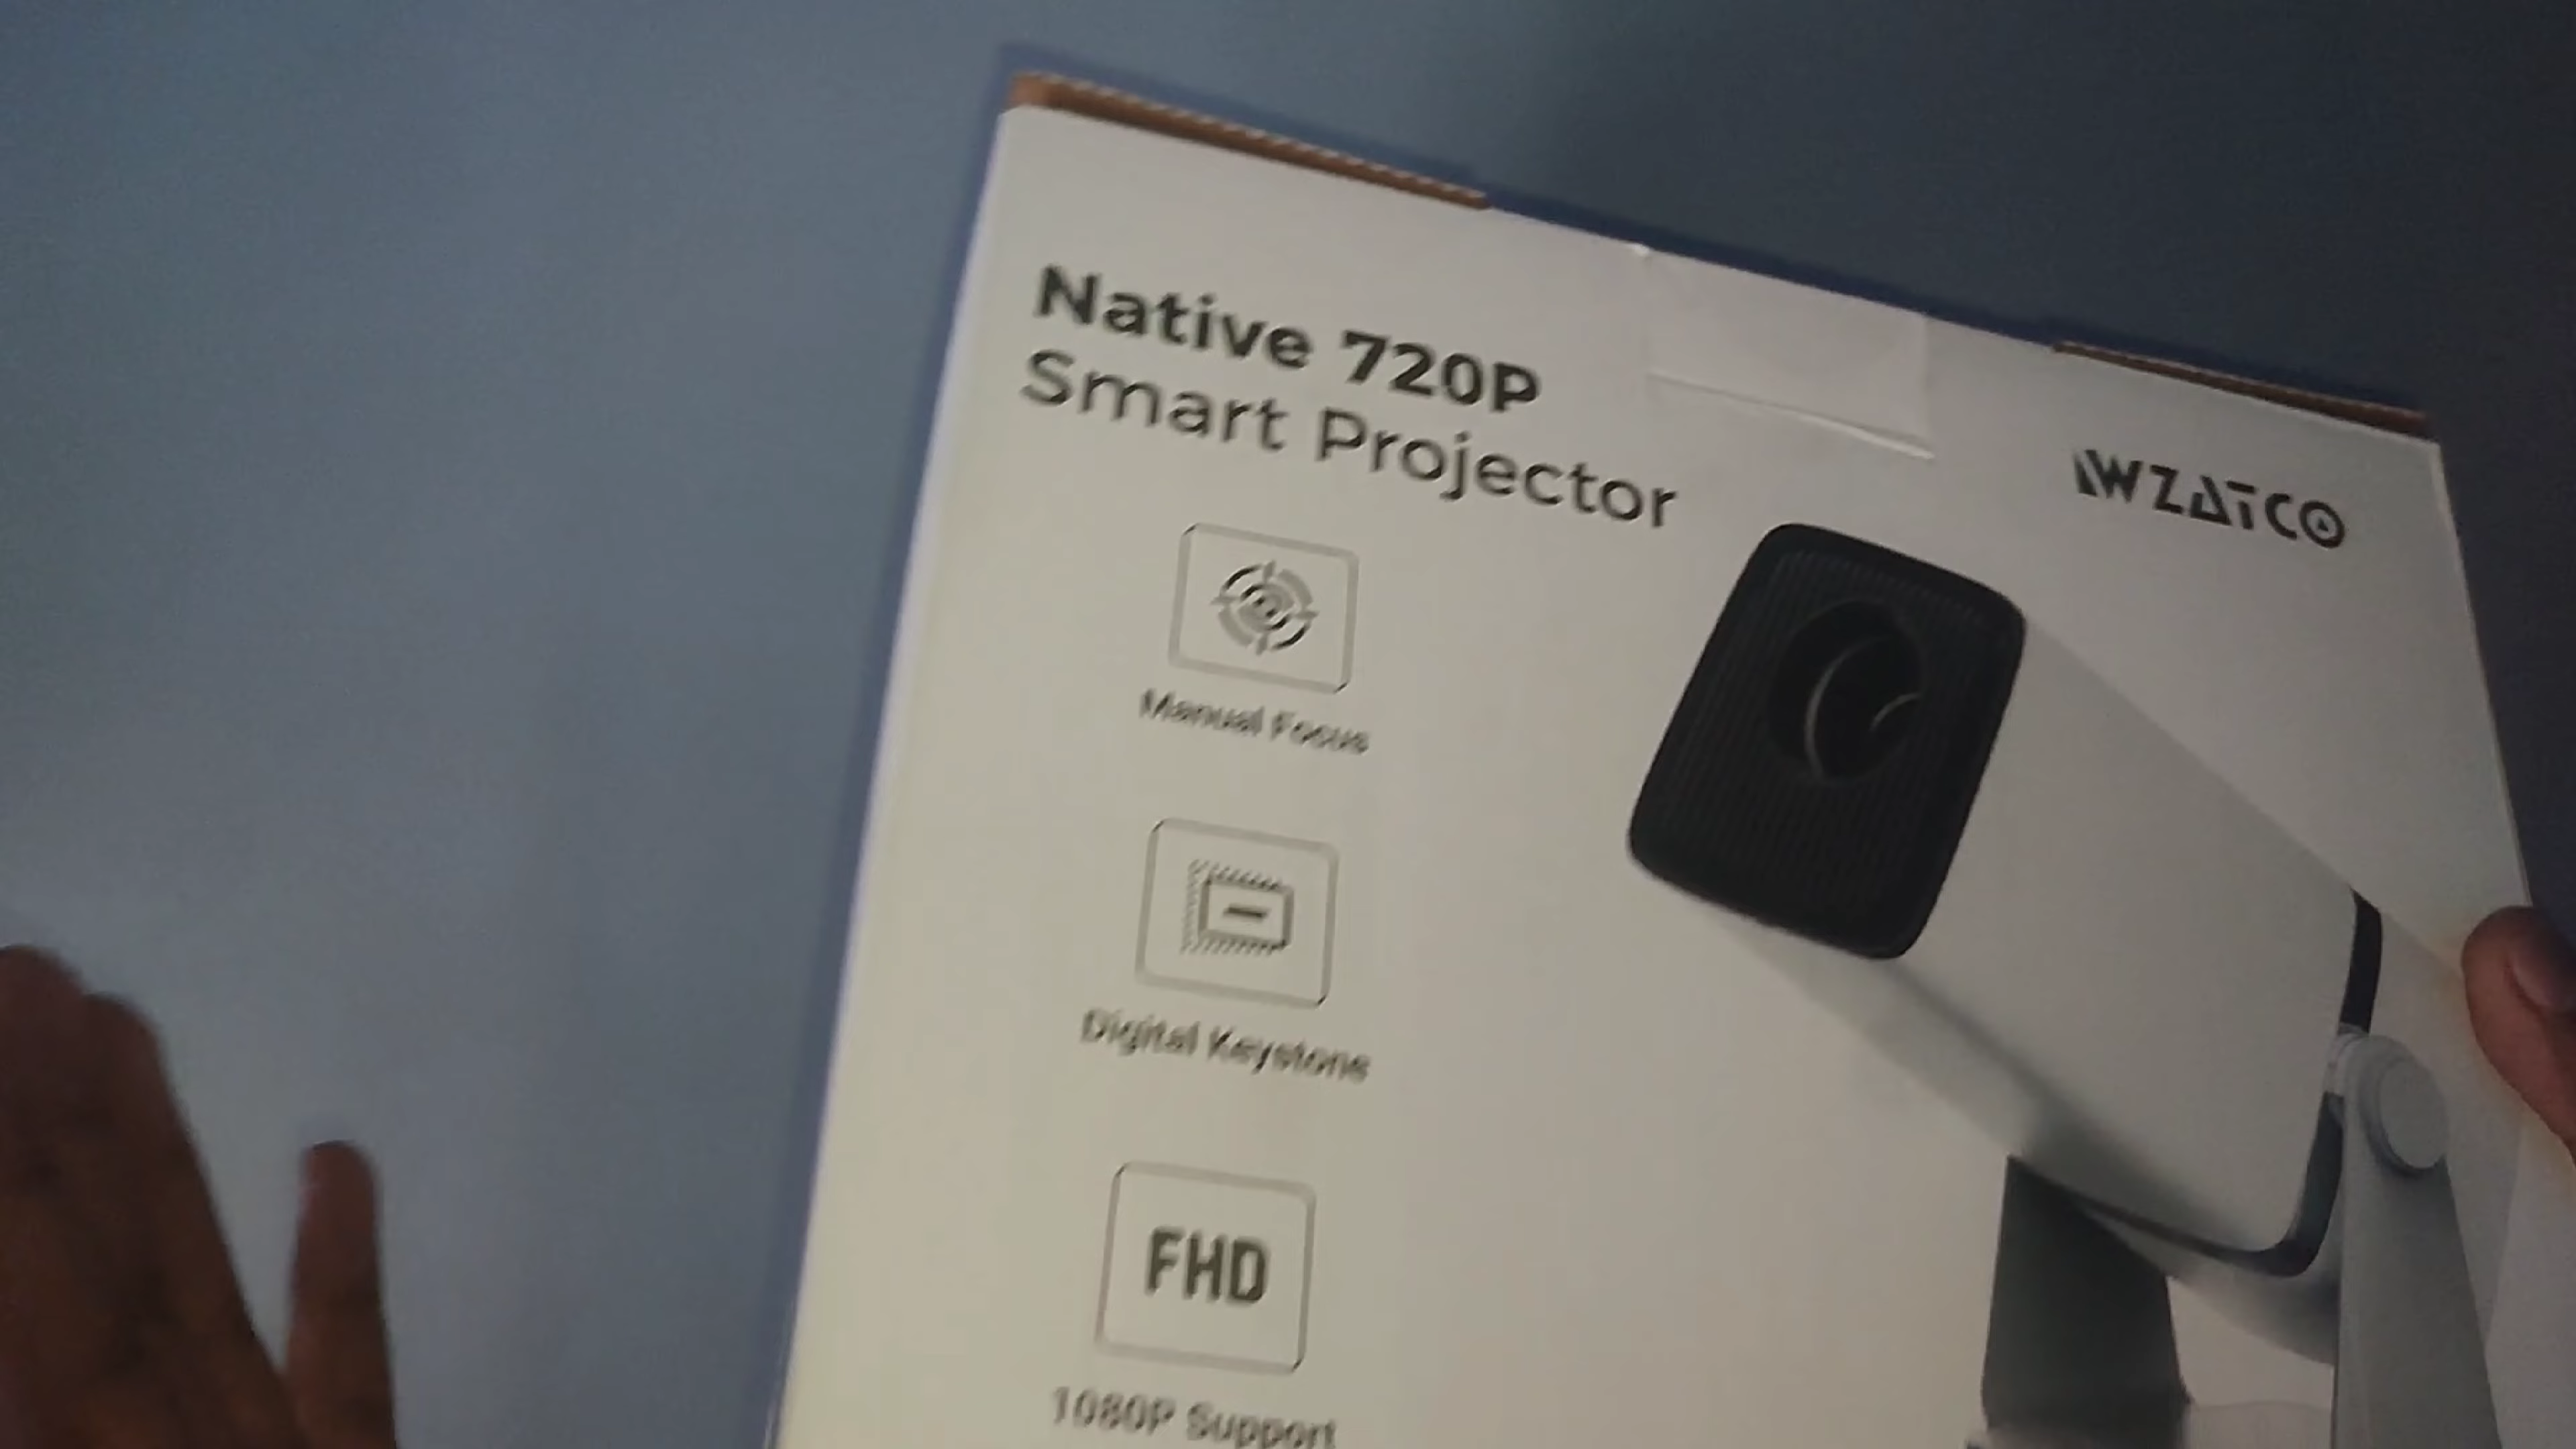 Native 720P
Smart Projector
WZATCO
Manual Focus
Digital Keystone
FHD
1080P Support